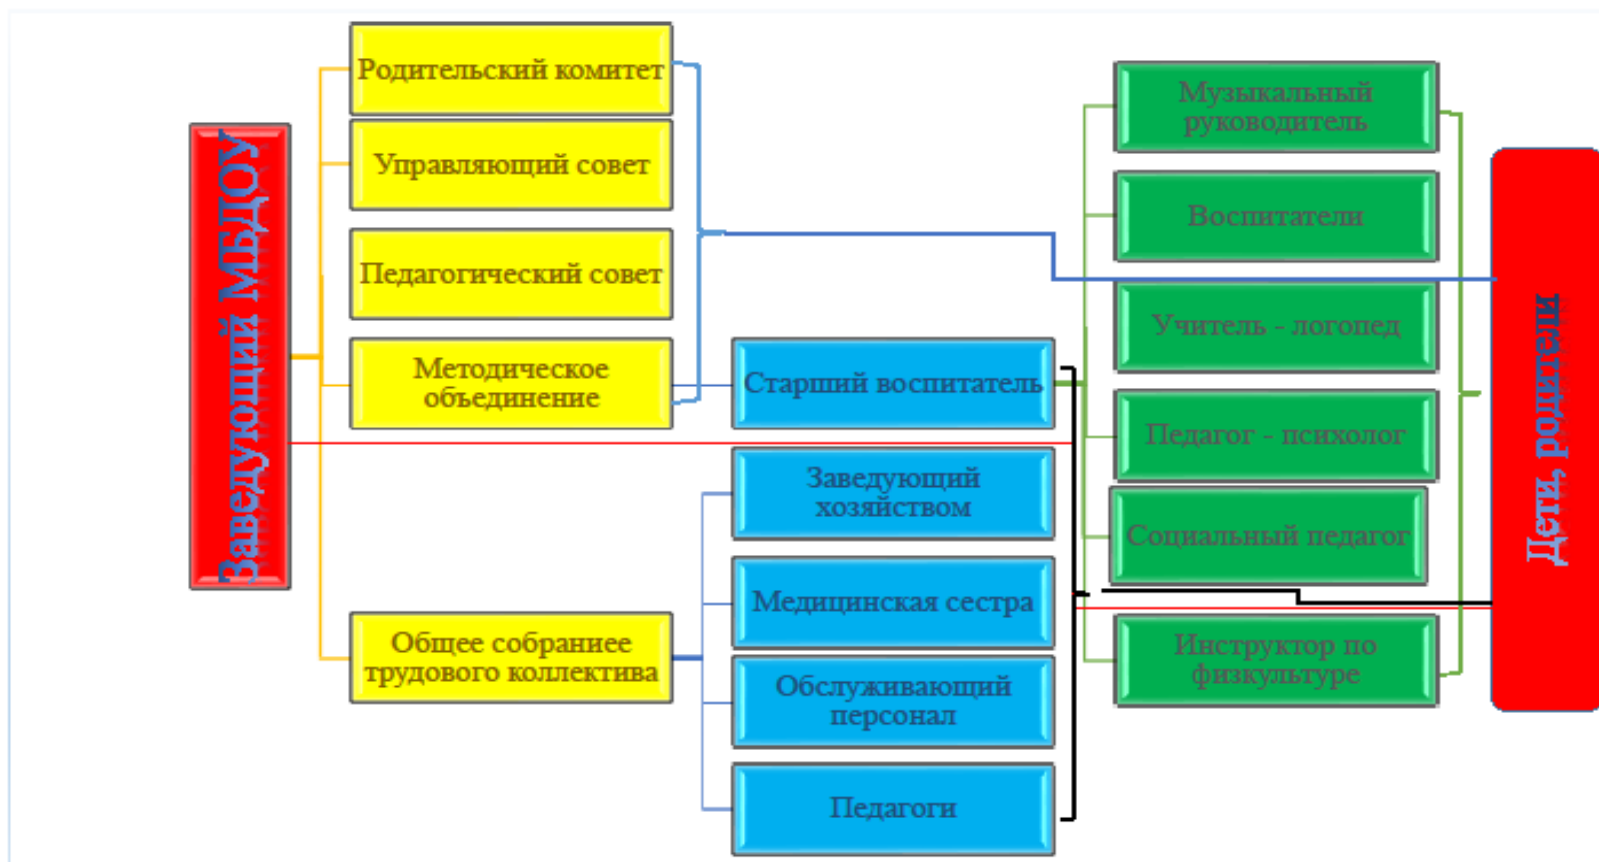 Заведующий МБДОУ
Родительский комитет
Управляющий совет
Педагогический совет
Методическое
объединение
Общее собраниее
трудового коллектива
Старший воспитатель
Заведующий
хозяйством
Медицинская сестра
Обслуживающий
персонал
Педагоги
Музыкальный
руководитель
Воспитатели
Учитель - логопед
Педагог - психолог
Социальный педагог
Инструктор по
физкультуре
Дети, родители